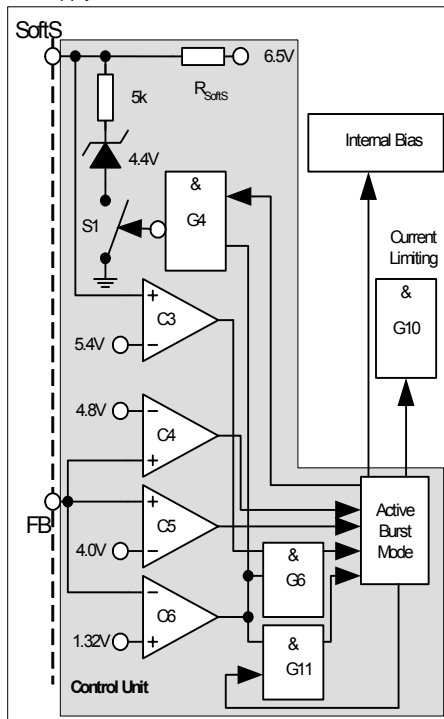 SoftS
6.5V
5k
R_SoftS
4.4V
Internal Bias
&
G4
S1
Current
Limiting
&
G10
C3
5.4V
4.8V
C4
FB
C5
4.0V
Active
Burst
Mode
&
G6
C6
1.32V
&
G11
Control Unit